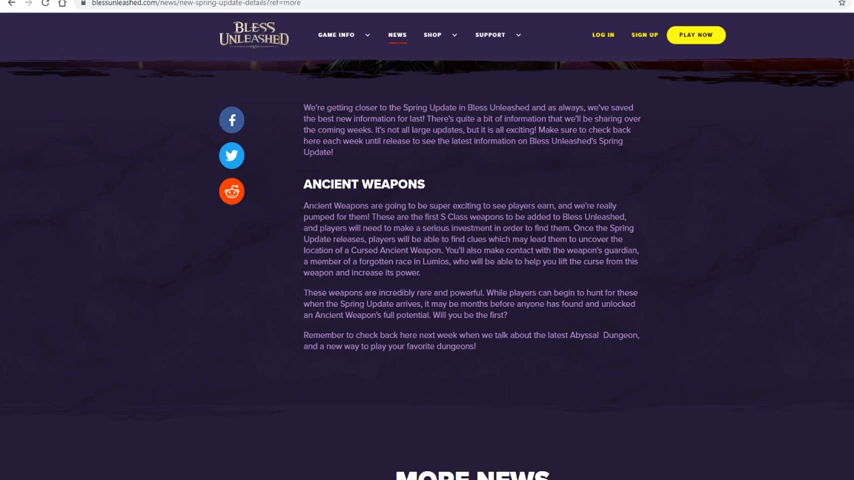 blessunleashed.com/news/new-spring-update-details?ref=more
BLESS
UNLEASHED
GAME INFO
NEWS
SHOP
SUPPORT
LOG IN
SIGN UP
PLAY NOW
We're getting closer to the Spring Update in Bless Unleashed and as always, we've saved
the best new information for last! There's quite a bit of information that we'll be sharing over
the coming weeks. It's not all large updates, but it is all exciting! Make sure to check back
here each week until release to see the latest information on Bless Unleashed's Spring
Update!
ANCIENT WEAPONS
Ancient Weapons are going to be super exciting to see players earn, and we're really
pumped for them! These are the first S Class weapons to be added to Bless Unleashed,
and players will need to make a serious investment in order to find them. Once the Spring
Update releases, players will be able to find clues which may lead them to uncover the
location of a Cursed Ancient Weapon. You'll also make contact with the weapon's guardian,
a member of a forgotten race in Lumios, who will be able to help you lift the curse from this
weapon and increase its power.
These weapons are incredibly rare and powerful. While players can begin to hunt for these
when the Spring Update arrives, it may be months before anyone has found and unlocked
an Ancient Weapon's full potential. Will you be the first?
Remember to check back here next week when we talk about the latest Abyssal Dungeon,
and a new way to play your favorite dungeons!
MORE NEWS